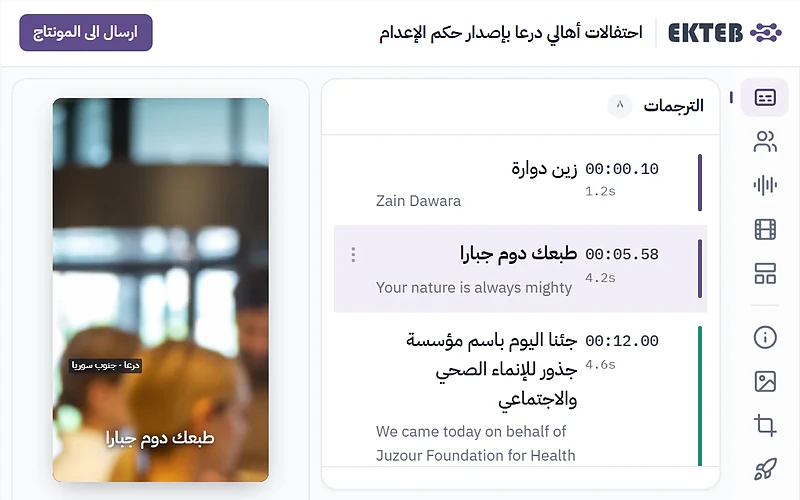 EKTEB
احتفالات أهالي درعا بإصدار حكم الإعدام
ارسال الى المونتاج
الترجمات
٨
00:00.10
زين دوارة
1.2s
Zain Dawara
00:05.58
طبعك دوم جبارا
4.2s
Your nature is always mighty
00:12.00
جئنا اليوم باسم مؤسسة
4.6s
جذور للإنماء الصحي
والاجتماعي
We came today on behalf of
Juzour Foundation for Health
درعا - جنوب سوريا
طبعك دوم جبارا